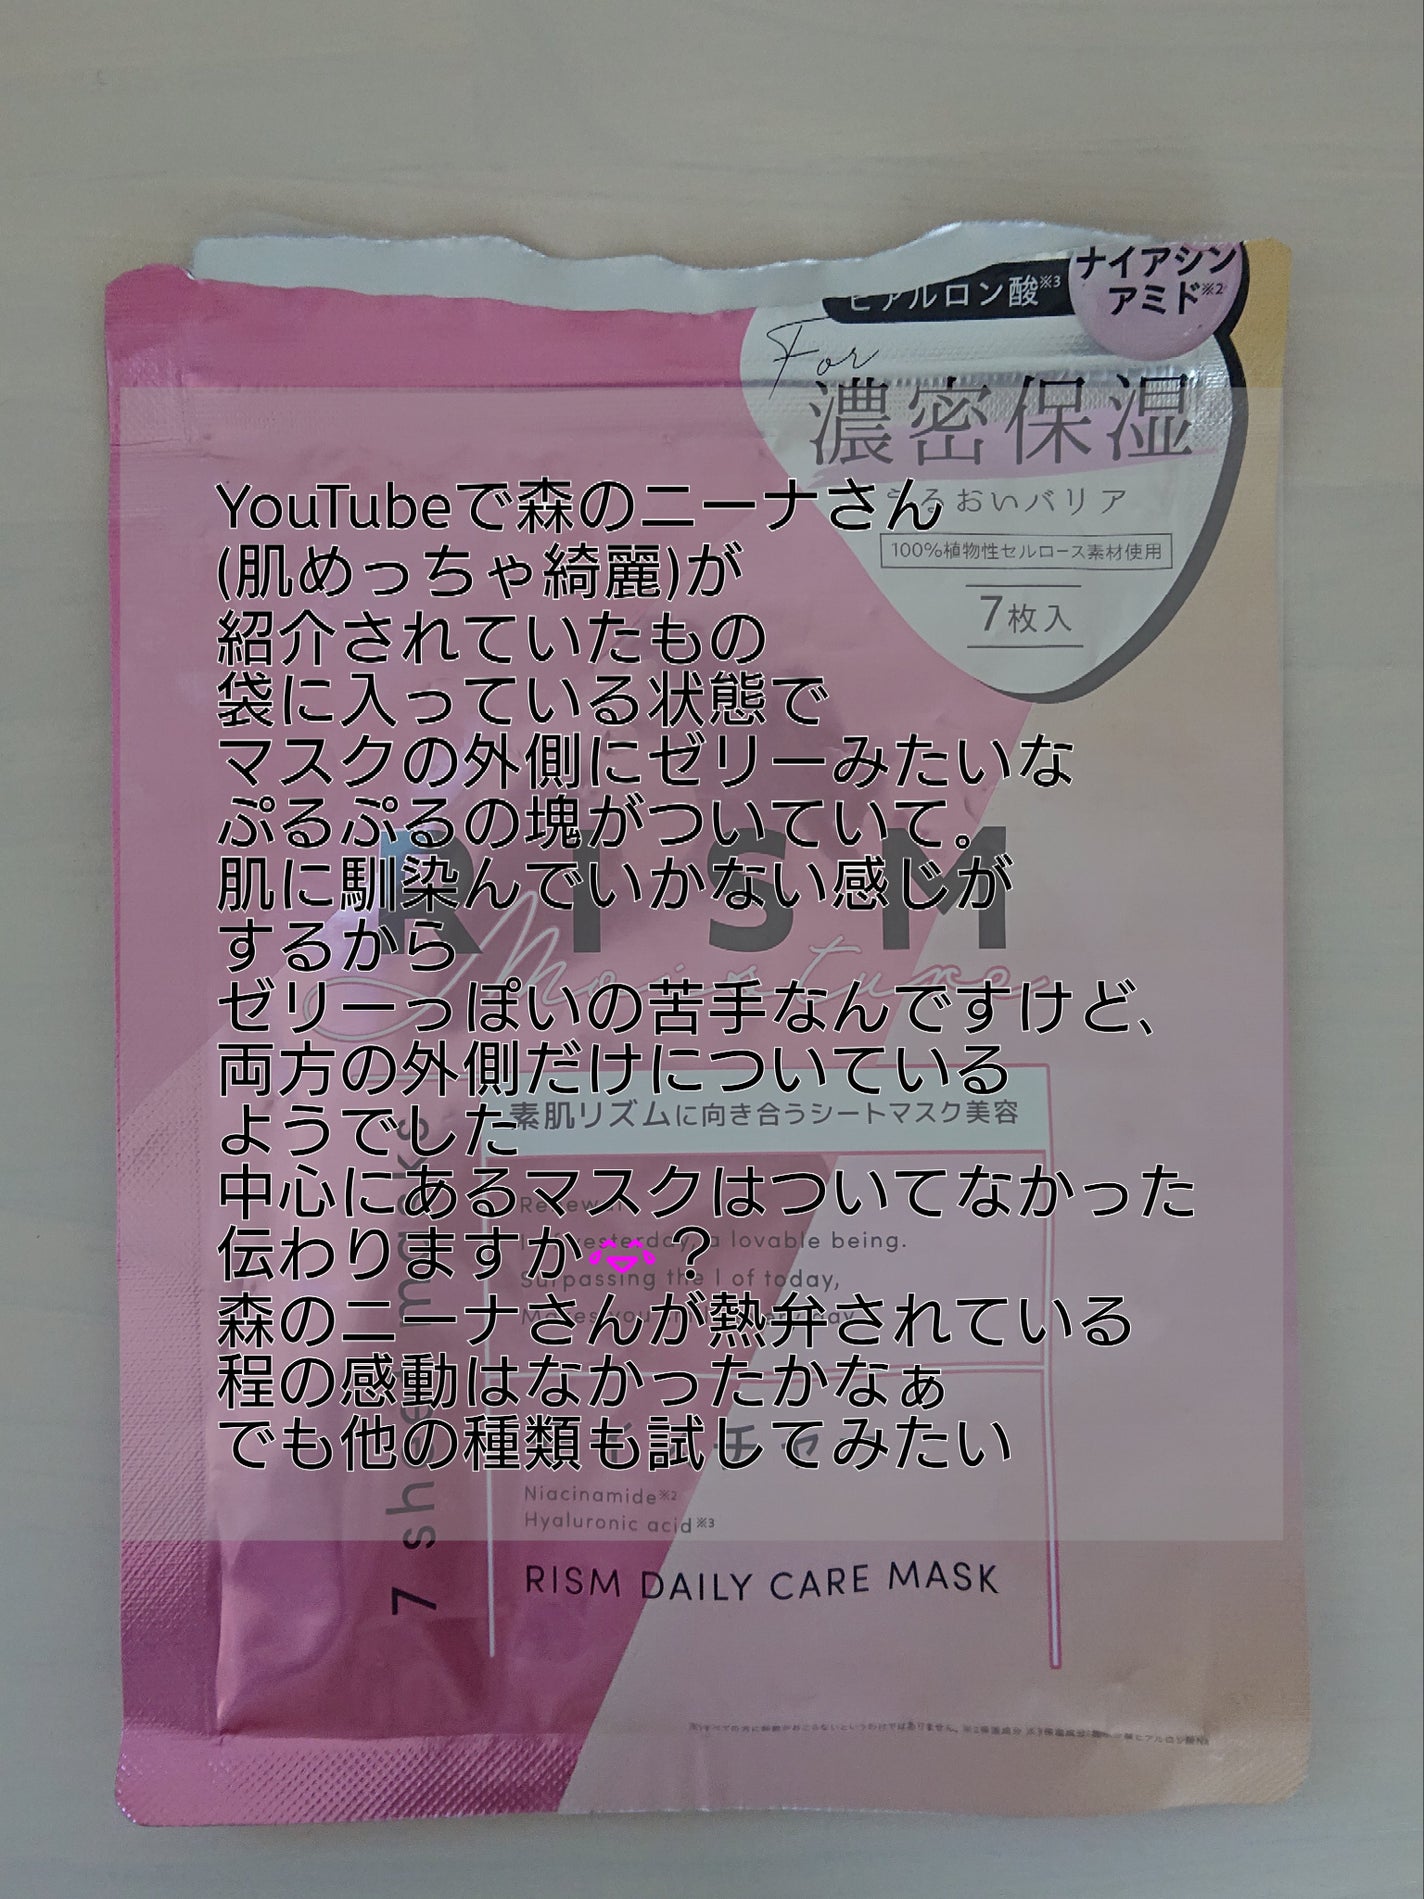 ヒアルロン酸※3
ナイアシン
アミド※2
For
濃密保湿
うるおいバリア
100%植物性セルロース素材使用
7枚入
YouTubeで森のニーナさん
(肌めっちゃ綺麗)が
紹介されていたもの
袋に入っている状態で
マスクの外側にゼリーみたいな
ぷるぷるの塊がついていて。
肌に馴染んでいかない感じが
するから
ゼリーっぽいの苦手なんですけど、
両方の外側だけについている
ようでした
中心にあるマスクはついてなかった
伝わりますか😂？
森のニーナさんが熱弁されている
程の感動はなかったかなぁ
でも他の種類も試してみたい
RISM
Moisture
素肌リズムに向き合うシートマスク美容
yesterday, a lovable being.
Surpassing the I of today,
Niacinamide※2
Hyaluronic acid※3
RISM DAILY CARE MASK
7 sheet masks